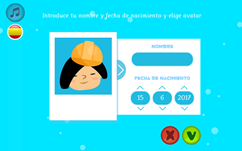 Introduce tu nombre y fecha de nacimiento y elige avatar
NOMBRE
FECHA DE NACIMIENTO
15 6 2017